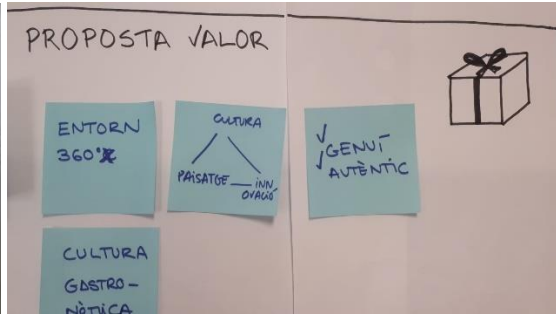 PROPOSTA VALOR
ENTORN
360°
CULTURA
PAISATGE — INN
OVACIÓ
✓ GENUÍ
✓ AUTÈNTIC
CULTURA
GASTRO-
NÒMICA